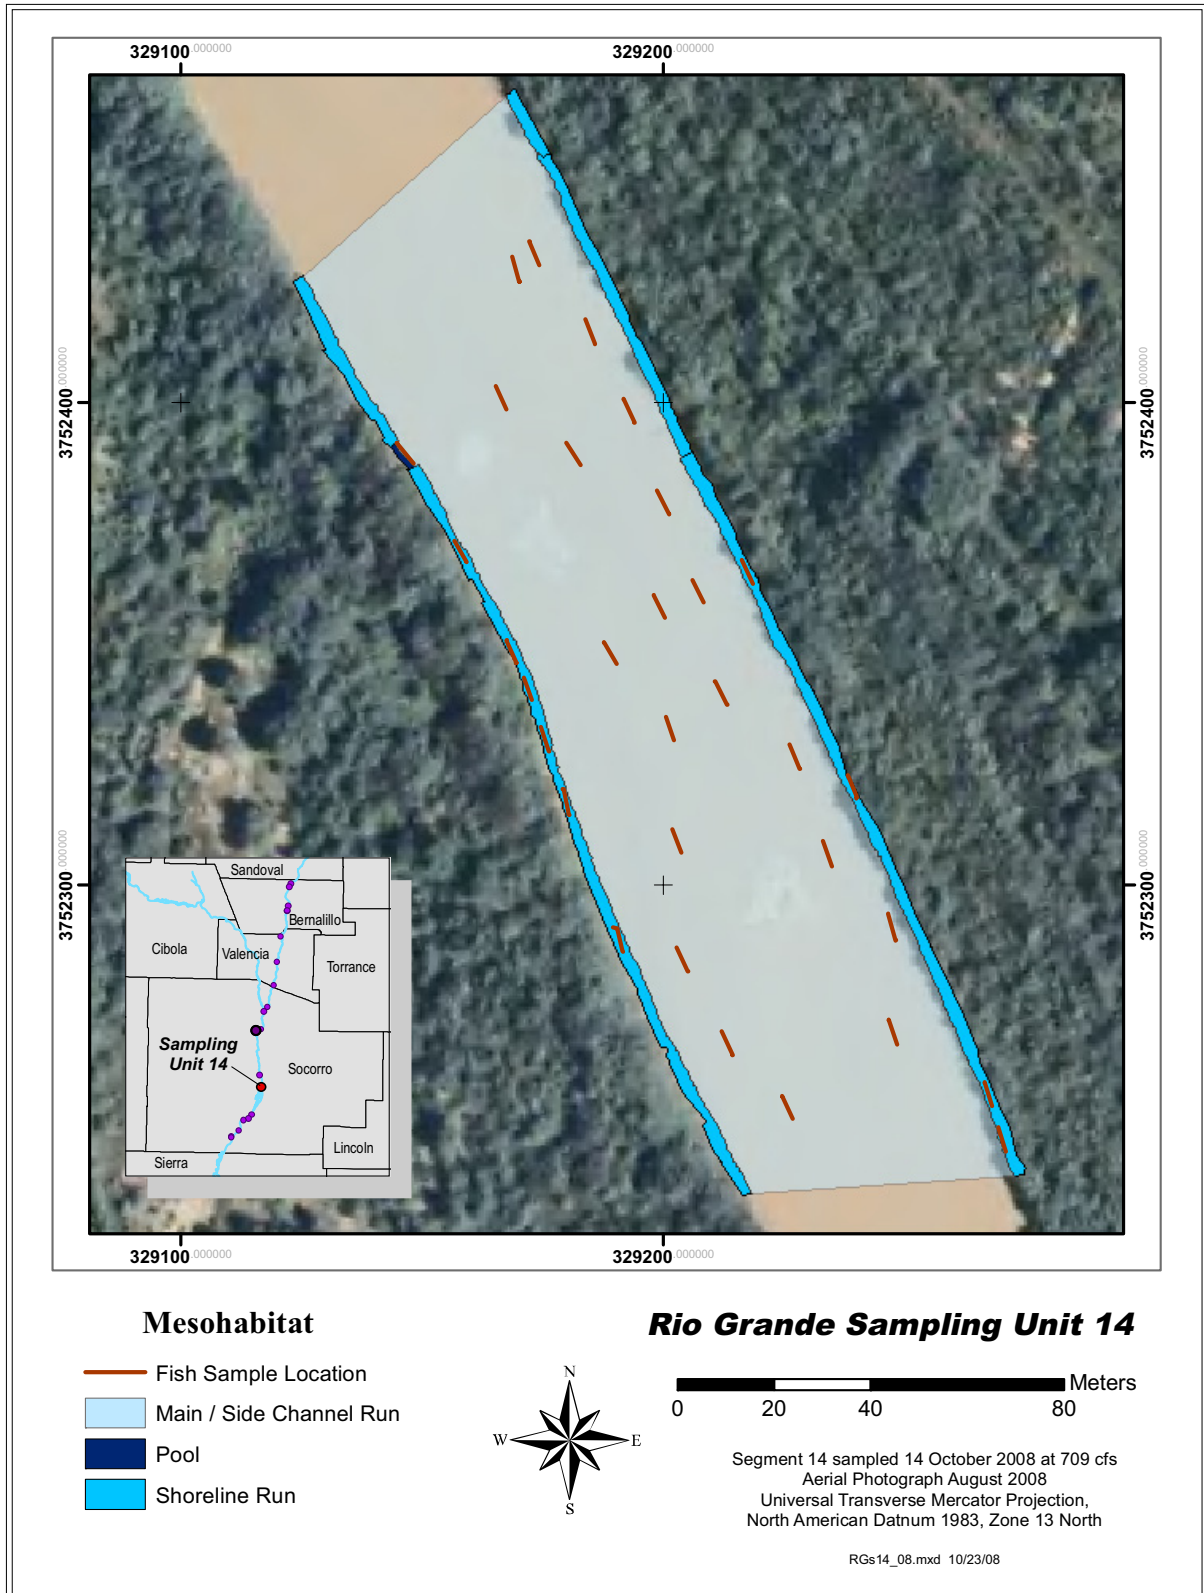 329100.000000
329200.000000
3752400.000000
3752400.000000
3752300.000000
3752300.000000
Sandoval
Bernalillo
Cibola
Valencia
Torrance
Sampling
Unit 14
Socorro
Lincoln
Sierra
329100.000000
329200.000000
Mesohabitat
Fish Sample Location
Main / Side Channel Run
Pool
Shoreline Run
N
W
E
S
Rio Grande Sampling Unit 14
Meters
0 20 40 80
Segment 14 sampled 14 October 2008 at 709 cfs
Aerial Photograph August 2008
Universal Transverse Mercator Projection,
North American Datnum 1983, Zone 13 North
RGs14_08.mxd 10/23/08